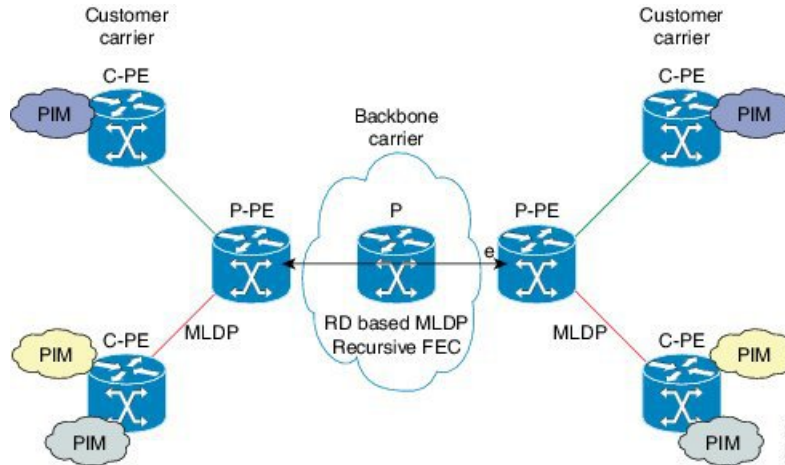 Customer
carrier
C-PE
PIM
Customer
carrier
C-PE
PIM
Backbone
carrier
P-PE
P
P-PE
e
RD based MLDP
Recursive FEC
MLDP
C-PE
PIM
PIM
MLDP
C-PE
PIM
PIM